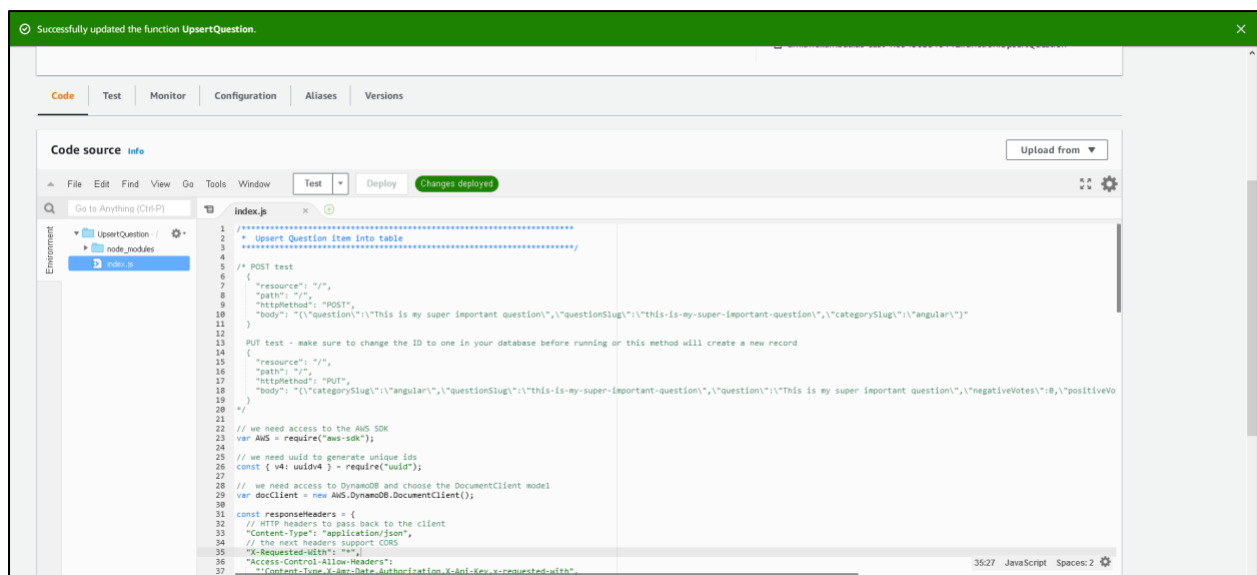 Successfully updated the function UpsertQuestion.
Code
Test
Monitor
Configuration
Aliases
Versions
Code source Info
Upload from
File Edit Find View Go Tools Window
Test
Deploy
Changes deployed
Go to Anything (Ctrl-P)
index.js
Environment
UpsertQuestion - /
node_modules
index.js
1 /**********************************************************************
2 * Upsert Question item into table
3 **********************************************************************/
4
5 /* POST test
6 {
7 "resource": "/",
8 "path": "/",
9 "httpMethod": "POST",
10 "body": "{\"question\":\"This is my super important question\",\"questionSlug\":\"this-is-my-super-important-question\",\"categorySlug\":\"angular\"}"
11 }
12
13 PUT test - make sure to change the ID to one in your database before running or this method will create a new record
14 {
15 "resource": "/",
16 "path": "/",
17 "httpMethod": "PUT",
18 "body": "{\"categorySlug\":\"angular\",\"questionSlug\":\"this-is-my-super-important-question\",\"question\":\"This is my super important question\",\"negativeVotes\":0,\"positiveVo
19 }
20 */
21
22 // we need access to the AWS SDK
23 var AWS = require("aws-sdk");
24
25 // we need uuid to generate unique ids
26 const { v4: uuidv4 } = require("uuid");
27
28 // we need access to DynamoDB and choose the DocumentClient model
29 var docClient = new AWS.DynamoDB.DocumentClient();
30
31 const responseHeaders = {
32 // HTTP headers to pass back to the client
33 "Content-Type": "application/json",
34 // the next headers support CORS
35 "X-Requested-With": "*",
36 "Access-Control-Allow-Headers":
37 "'Content-Type,X-Amz-Date,Authorization,X-Api-Key,x-requested-with",
35:27 JavaScript Spaces: 2